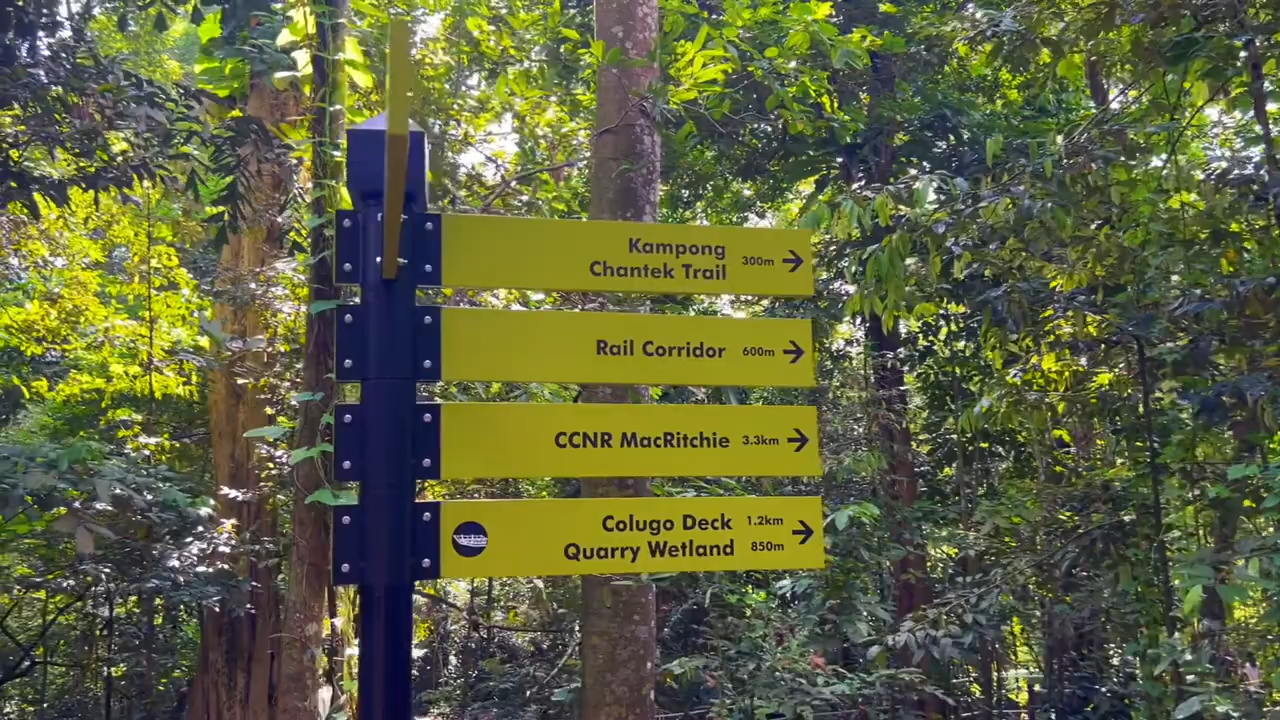 Kampong
Chantek Trail 300m →
Rail Corridor 600m →
CCNR MacRitchie 3.3km →
Colugo Deck 1.2km →
Quarry Wetland 850m